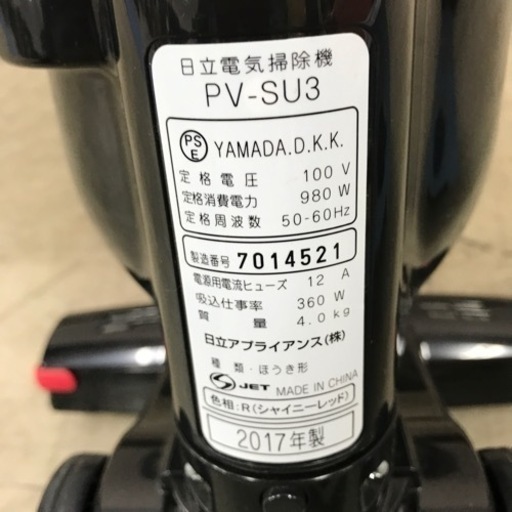 日立電気掃除機
PV-SU3
PS E YAMADA.D.K.K.
定格電圧 100 V
定格消費電力 980 W
定格周波数 50-60Hz
製造番号 7014521
電源用電流ヒューズ 12 A
吸込仕事率 360 W
質量 4.0kg
日立アプライアンス(株)
種類・ほうき形
S JET MADE IN CHINA
色相:R(シャイニーレッド)
2017年製